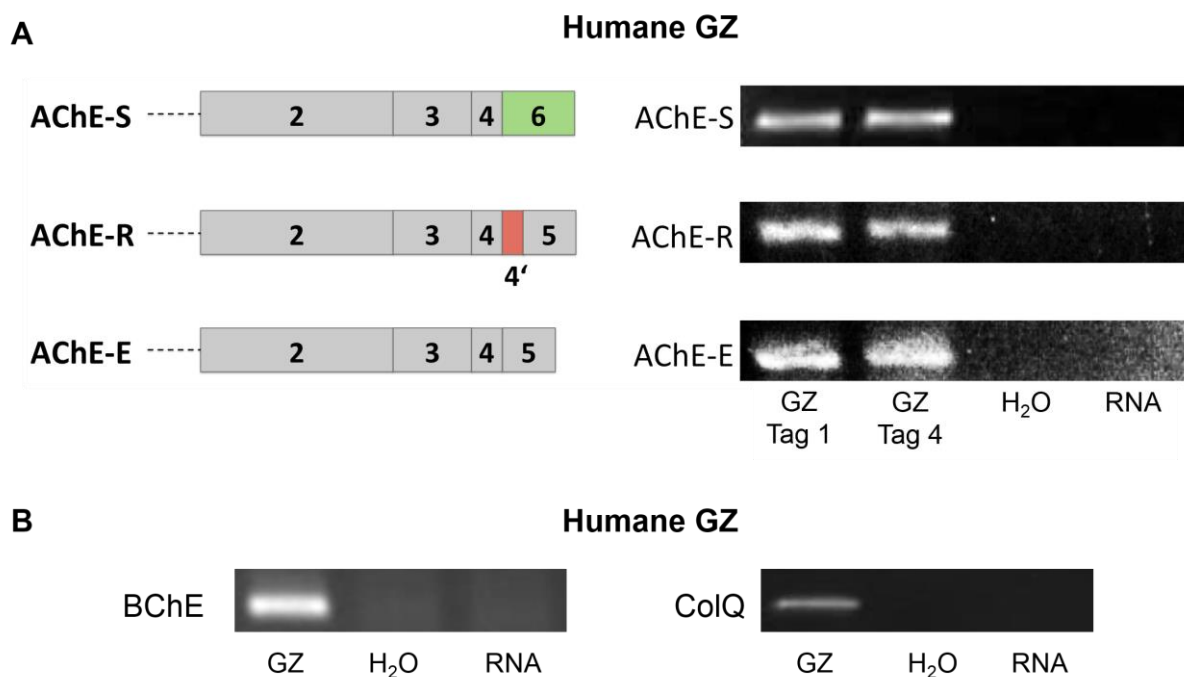 A
Humane GZ
AChE-S 2 3 4 6
AChE-R 2 3 4 5
4‘
AChE-E 2 3 4 5
AChE-S
AChE-R
AChE-E
GZ Tag 1
GZ Tag 4
H₂O
RNA
B
Humane GZ
BChE
GZ H₂O RNA
ColQ
GZ H₂O RNA